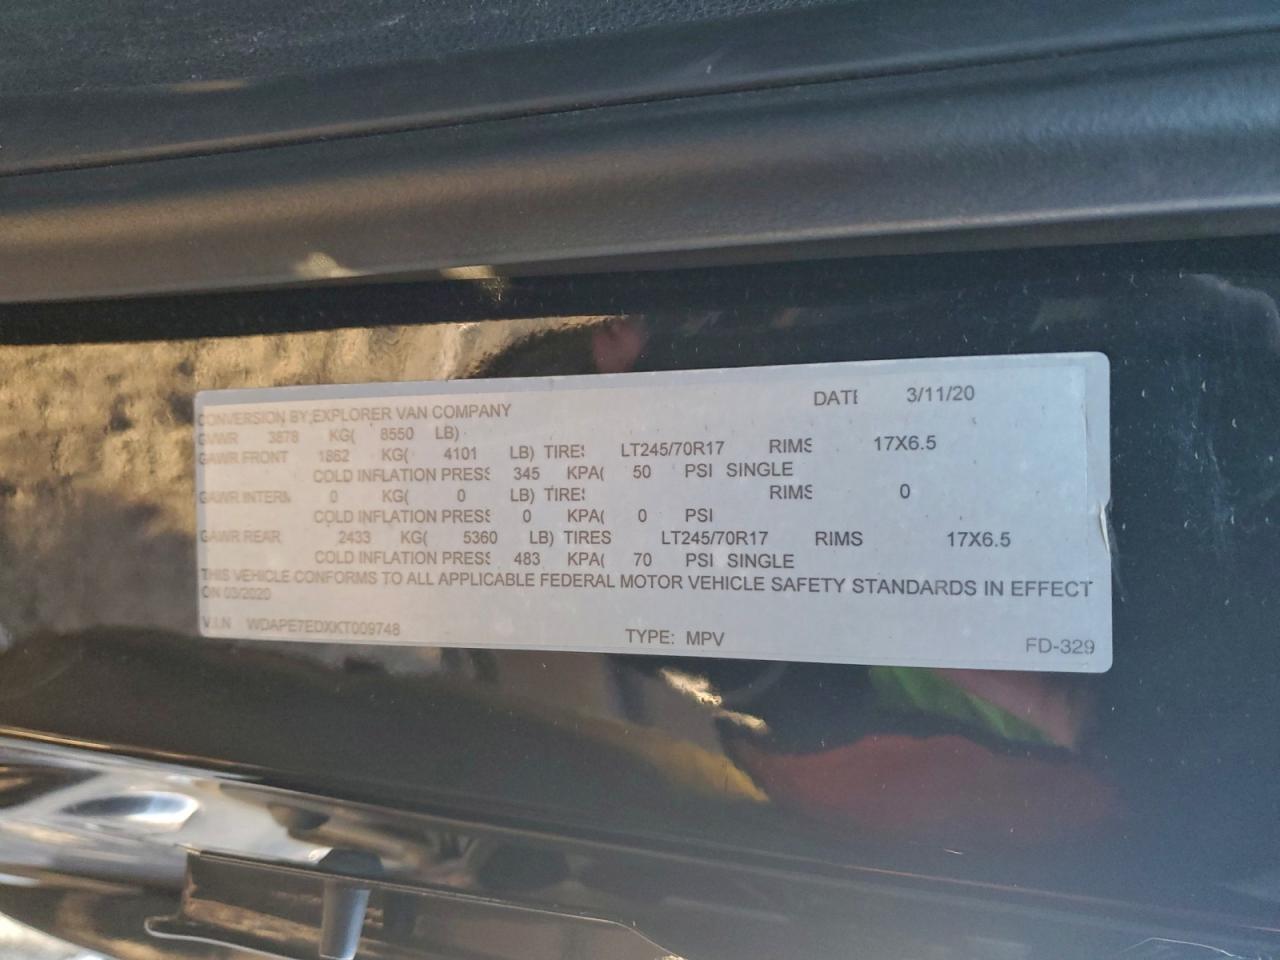 CONVERSION BY:EXPLORER VAN COMPANY DATE 3/11/20
GVWR 3878 KG( 8550 LB)
GAWR FRONT 1862 KG( 4101 LB) TIRES LT245/70R17 RIMS 17X6.5
COLD INFLATION PRESS 345 KPA( 50 PSI SINGLE
GAWR INTERM 0 KG( 0 LB) TIRES RIMS 0
COLD INFLATION PRESS 0 KPA( 0 PSI
GAWR REAR 2433 KG( 5360 LB) TIRES LT245/70R17 RIMS 17X6.5
COLD INFLATION PRESS 483 KPA( 70 PSI SINGLE
THIS VEHICLE CONFORMS TO ALL APPLICABLE FEDERAL MOTOR VEHICLE SAFETY STANDARDS IN EFFECT
ON 03/2020
V.I.N WDAPE7EDXKT009748 TYPE: MPV FD-329